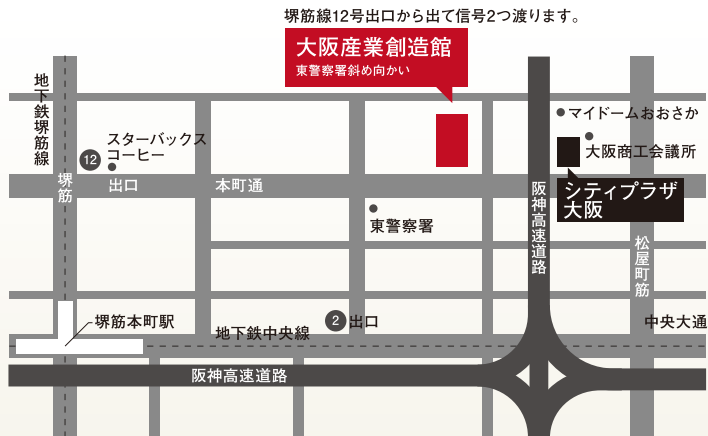 堺筋線12号出口から出て信号2つ渡ります。
大阪産業創造館
東警察署斜め向かい
地下鉄堺筋線
マイドームおおさか
スターバックス
コーヒー
大阪商工会議所
12
出口
堺筋
本町通
シティプラザ
大阪
阪神高速道路
東警察署
松屋町筋
堺筋本町駅
2
出口
地下鉄中央線
中央大通
阪神高速道路